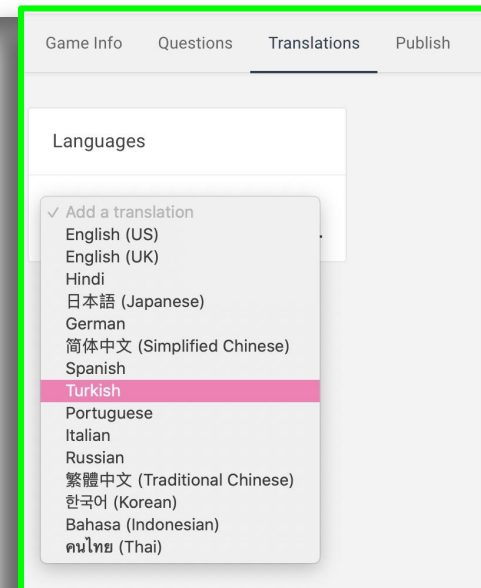 Game Info Questions Translations Publish
Languages
✓ Add a translation
English (US)
English (UK)
Hindi
日本語 (Japanese)
German
简体中文 (Simplified Chinese)
Spanish
Turkish
Portuguese
Italian
Russian
繁體中文 (Traditional Chinese)
한국어 (Korean)
Bahasa (Indonesian)
คนไทย (Thai)